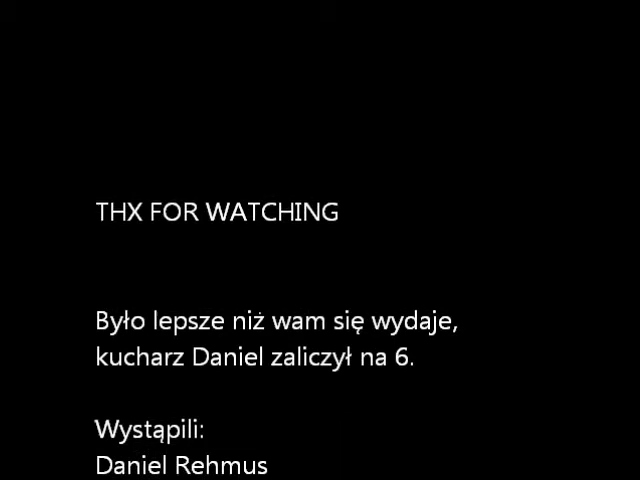 THX FOR WATCHING
Było lepsze niż wam się wydaje,
kucharz Daniel zaliczył na 6.
Wystąpili:
Daniel Rehmus